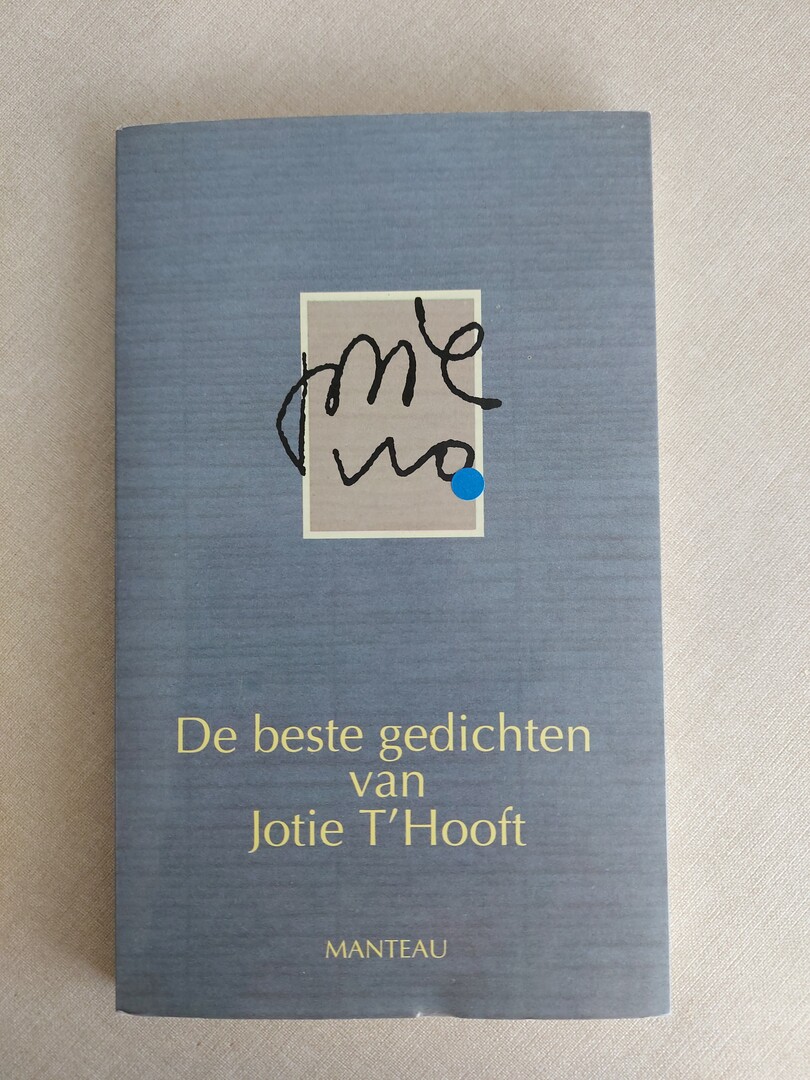 De beste gedichten
van
Jotie T'Hooft
MANTEAU